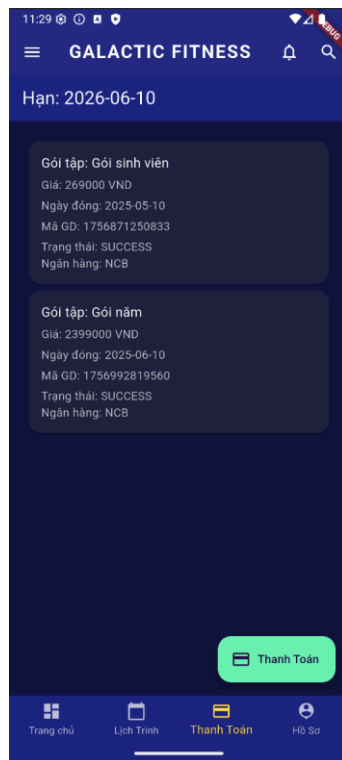 11:29
DEBUG
GALACTIC FITNESS
Hạn: 2026-06-10
Gói tập: Gói sinh viên
Giá: 269000 VND
Ngày đóng: 2025-05-10
Mã GD: 1756871250833
Trạng thái: SUCCESS
Ngân hàng: NCB
Gói tập: Gói năm
Giá: 2399000 VND
Ngày đóng: 2025-06-10
Mã GD: 1756992819560
Trạng thái: SUCCESS
Ngân hàng: NCB
Thanh Toán
Trang chủ Lịch Trình Thanh Toán Hồ Sơ